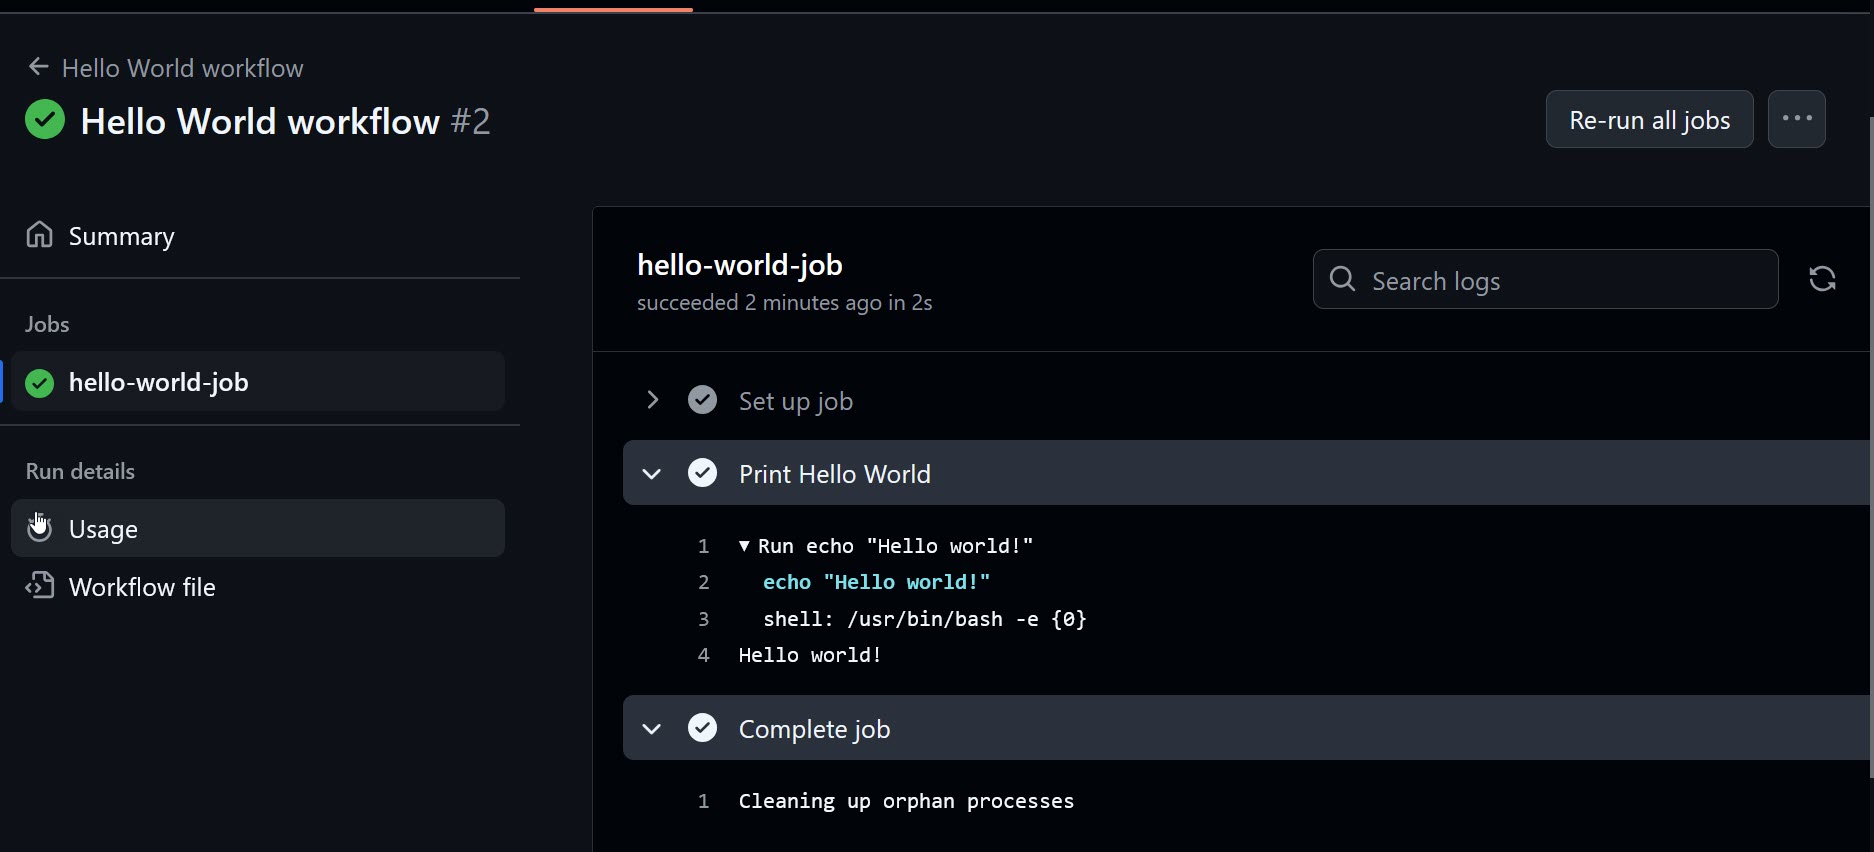 Hello World workflow
Hello World workflow #2
Re-run all jobs
Summary
Jobs
hello-world-job
Run details
Usage
Workflow file
hello-world-job
succeeded 2 minutes ago in 2s
Search logs
Set up job
Print Hello World
1 ▼ Run echo "Hello world!"
2 echo "Hello world!"
3 shell: /usr/bin/bash -e {0}
4 Hello world!
Complete job
1 Cleaning up orphan processes